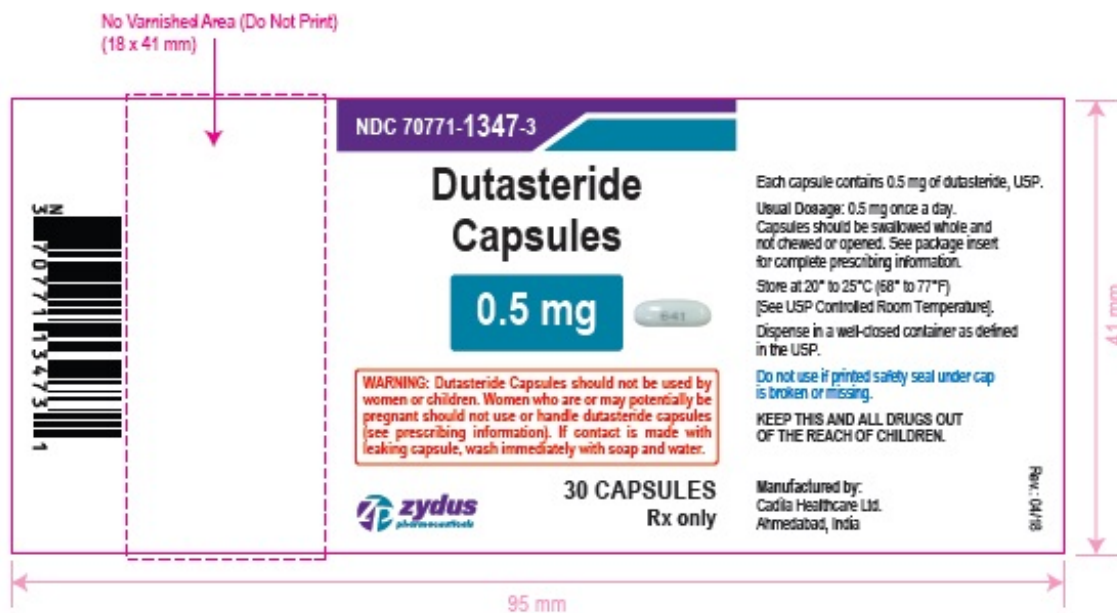 No Varnished Area (Do Not Print)
(18 x 41 mm)
N
3 70771 13473 1
NDC 70771-1347-3
Dutasteride
Capsules
0.5 mg
641
WARNING: Dutasteride Capsules should not be used by
women or children. Women who are or may potentially be
pregnant should not use or handle dutasteride capsules
(see prescribing information). If contact is made with
leaking capsule, wash immediately with soap and water.
zydus
pharmaceuticals
30 CAPSULES
Rx only
Each capsule contains 0.5 mg of dutasteride, USP.
Usual Dosage: 0.5 mg once a day.
Capsules should be swallowed whole and
not chewed or opened. See package insert
for complete prescribing information.
Store at 20° to 25°C (68° to 77°F)
[See USP Controlled Room Temperature].
Dispense in a well-closed container as defined
in the USP.
Do not use if printed safety seal under cap
is broken or missing.
KEEP THIS AND ALL DRUGS OUT
OF THE REACH OF CHILDREN.
Manufactured by:
Cadila Healthcare Ltd.
Ahmedabad, India
Rev.: 04/18
41 mm
95 mm